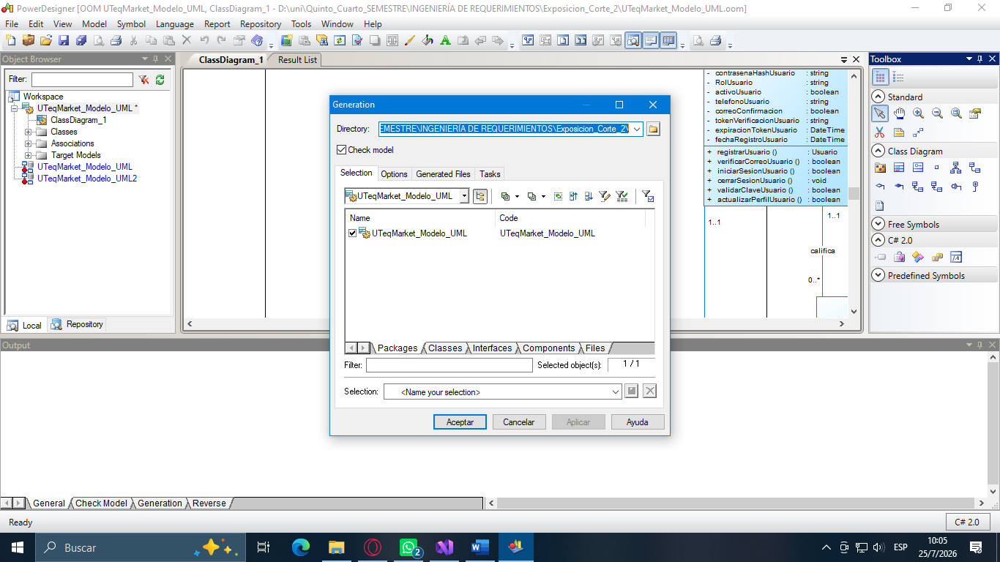 PowerDesigner [OOM UTeqMarket_Modelo_UML, ClassDiagram_1 - D:\uni\Quinto_Cuarto_SEMESTRE\INGENIERÍA DE REQUERIMIENTOS\Exposicion_Corte_2\UTeqMarket_Modelo_UML.oom]
File Edit View Model Symbol Language Report Repository Tools Window Help
Object Browser
Filter:
Workspace
UTeqMarket_Modelo_UML *
ClassDiagram_1
Classes
Associations
Target Models
UTeqMarket_Modelo_UML
UTeqMarket_Modelo_UML2
Local Repository
ClassDiagram_1 Result List
- contrasenaHashUsuario : string
- RolUsuario : string
- activoUsuario : boolean
- telefonoUsuario : string
- correoConfirmacion : boolean
- tokenVerificacionUsuario : string
- expiracionTokenUsuario : DateTime
- fechaRegistroUsuario : DateTime
+ registrarUsuario () : Usuario
+ verificarCorreoUsuario () : boolean
+ iniciarSesionUsuario () : boolean
+ cerrarSesionUsuario () : void
+ validarClaveUsuario () : boolean
+ actualizarPerfilUsuario () : boolean
1..1
1..1
califica
0..*
Generation
Directory: EMESTRE\INGENIERÍA DE REQUERIMIENTOS\Exposicion_Corte_2\
Check model
Selection Options Generated Files Tasks
UTeqMarket_Modelo_UML
Name Code
UTeqMarket_Modelo_UML UTeqMarket_Modelo_UML
Packages Classes Interfaces Components Files
Filter: Selected object(s): 1 / 1
Selection: <Name your selection>
Aceptar Cancelar Aplicar Ayuda
Toolbox
Standard
Class Diagram
Free Symbols
C# 2.0
Predefined Symbols
Output
General Check Model Generation Reverse
Ready
C# 2.0
Buscar
2
ESP
10:05
25/7/2026